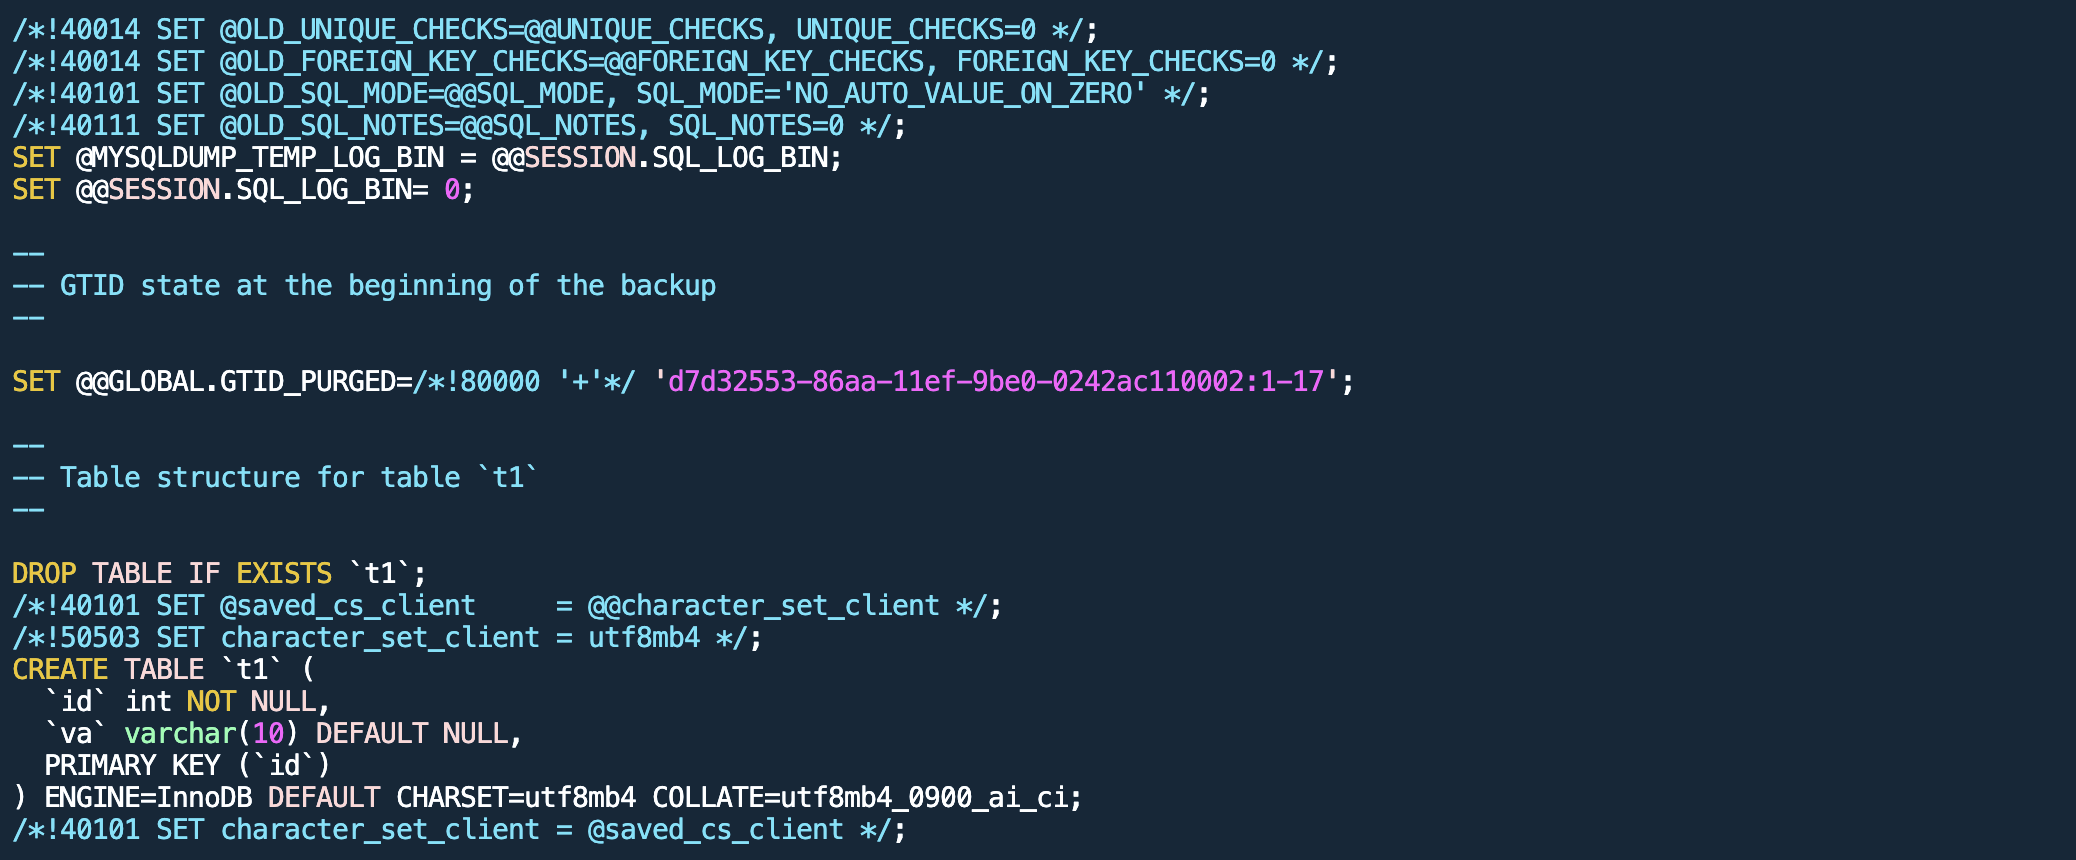 /*!40014 SET @OLD_UNIQUE_CHECKS=@@UNIQUE_CHECKS, UNIQUE_CHECKS=0 */;
/*!40014 SET @OLD_FOREIGN_KEY_CHECKS=@@FOREIGN_KEY_CHECKS, FOREIGN_KEY_CHECKS=0 */;
/*!40101 SET @OLD_SQL_MODE=@@SQL_MODE, SQL_MODE='NO_AUTO_VALUE_ON_ZERO' */;
/*!40111 SET @OLD_SQL_NOTES=@@SQL_NOTES, SQL_NOTES=0 */;
SET @MYSQLDUMP_TEMP_LOG_BIN = @@SESSION.SQL_LOG_BIN;
SET @@SESSION.SQL_LOG_BIN= 0;

--
-- GTID state at the beginning of the backup
--

SET @@GLOBAL.GTID_PURGED=/*!80000 '+'*/ 'd7d32553-86aa-11ef-9be0-0242ac110002:1-17';

--
-- Table structure for table `t1`
--

DROP TABLE IF EXISTS `t1`;
/*!40101 SET @saved_cs_client     = @@character_set_client */;
/*!50503 SET character_set_client = utf8mb4 */;
CREATE TABLE `t1` (
  `id` int NOT NULL,
  `va` varchar(10) DEFAULT NULL,
  PRIMARY KEY (`id`)
) ENGINE=InnoDB DEFAULT CHARSET=utf8mb4 COLLATE=utf8mb4_0900_ai_ci;
/*!40101 SET character_set_client = @saved_cs_client */;